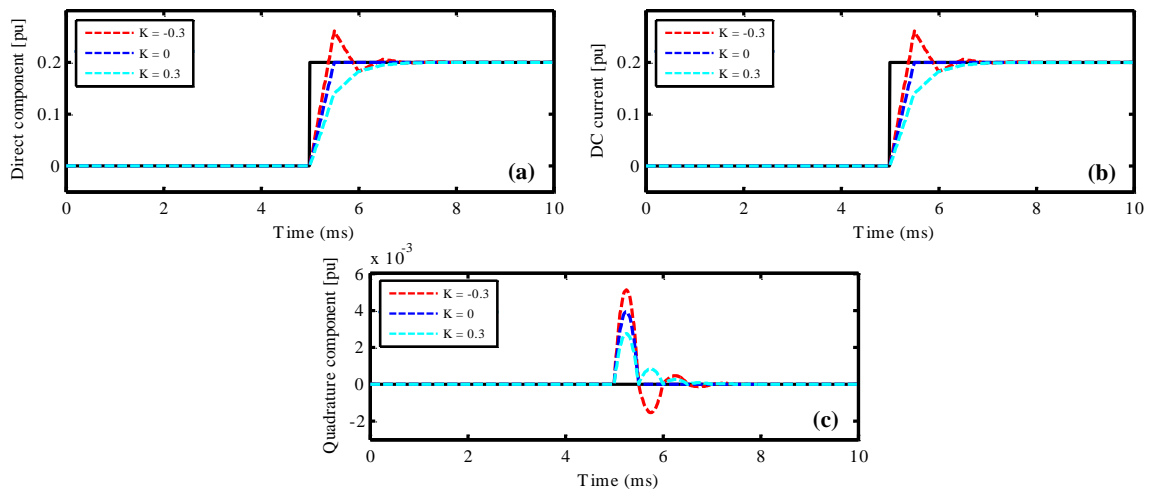 Direct component [pu]
K = -0.3
K = 0
K = 0.3
0.2
0.1
0
(a)
0 2 4 6 8 10
Time (ms)
DC current [pu]
K = -0.3
K = 0
K = 0.3
0.2
0.1
0
(b)
0 2 4 6 8 10
Time (ms)
x 10-3
Quadrature component [pu]
K = -0.3
K = 0
K = 0.3
6
4
2
0
-2
(c)
0 2 4 6 8 10
Time (ms)